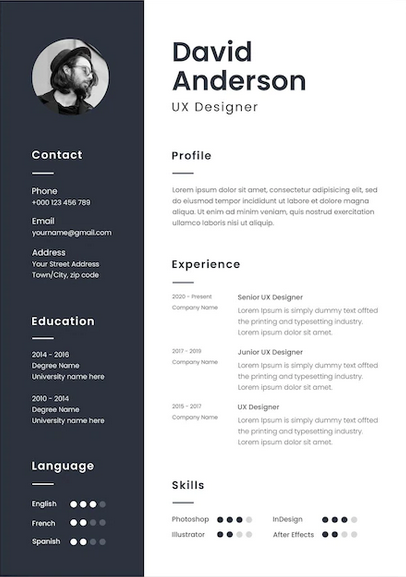 David
Anderson
UX Designer
Contact
Phone
+000 123 456 789
Email
yourname@gmail.com
Address
Your Street Address
Town/City, zip code
Education
2014 - 2016
Degree Name
University name here
2010 - 2014
Degree Name
University name here
Language
English
French
Spanish
Profile
Lorem ipsum dolor sit amet, consectetur adipisicing elit, sed
do eiusmod tempor incididunt ut labore et dolore magna
aliqua. Ut enim ad minim veniam, quis nostrud exercitation
ullamco laboris nisi ut aliquip.
Experience
2020 - Present
Company Name
Senior UX Designer
Lorem Ipsum is simply dummy text offted
the printing and typesetting industry.
Lorem ipsum sit amet.
2017 - 2019
Company Name
Junior UX Designer
Lorem Ipsum is simply dummy text offted
the printing and typesetting industry.
Lorem ipsum sit amet.
2015 - 2017
Company Name
UX Designer
Lorem Ipsum is simply dummy text offted
the printing and typesetting industry.
Lorem ipsum sit amet.
Skills
Photoshop
InDesign
Illustrator
After Effects